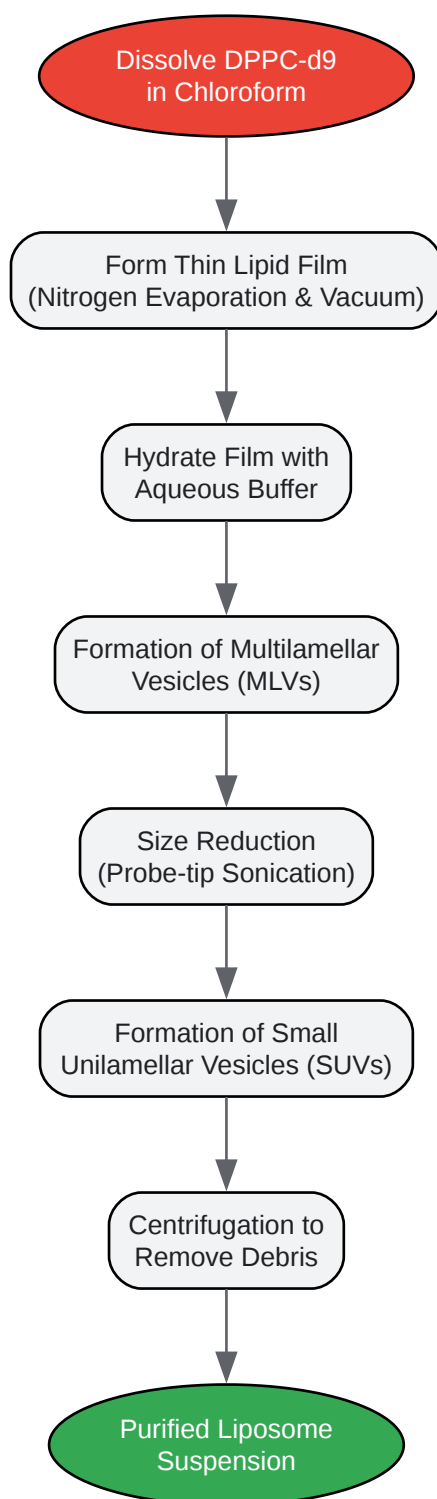 Dissolve DPPC-d9
in Chloroform
Form Thin Lipid Film
(Nitrogen Evaporation & Vacuum)
Hydrate Film with
Aqueous Buffer
Formation of Multilamellar
Vesicles (MLVs)
Size Reduction
(Probe-tip Sonication)
Formation of Small
Unilamellar Vesicles (SUVs)
Centrifugation to
Remove Debris
Purified Liposome
Suspension